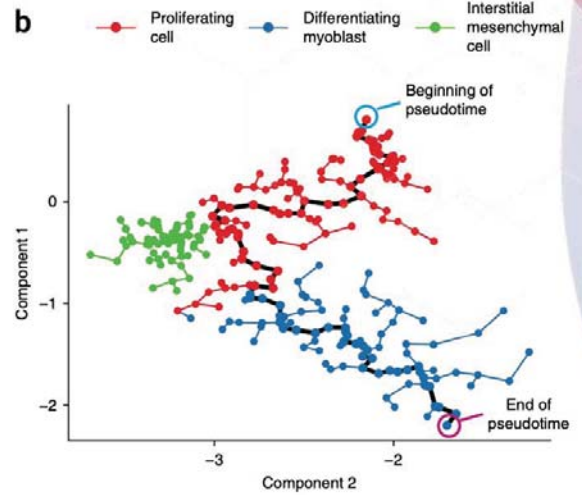 b
Proliferating
cell
Differentiating
myoblast
Interstitial
mesenchymal
cell
Beginning of
pseudotime
0
−1
−2
Component 1
End of
pseudotime
−3
−2
Component 2